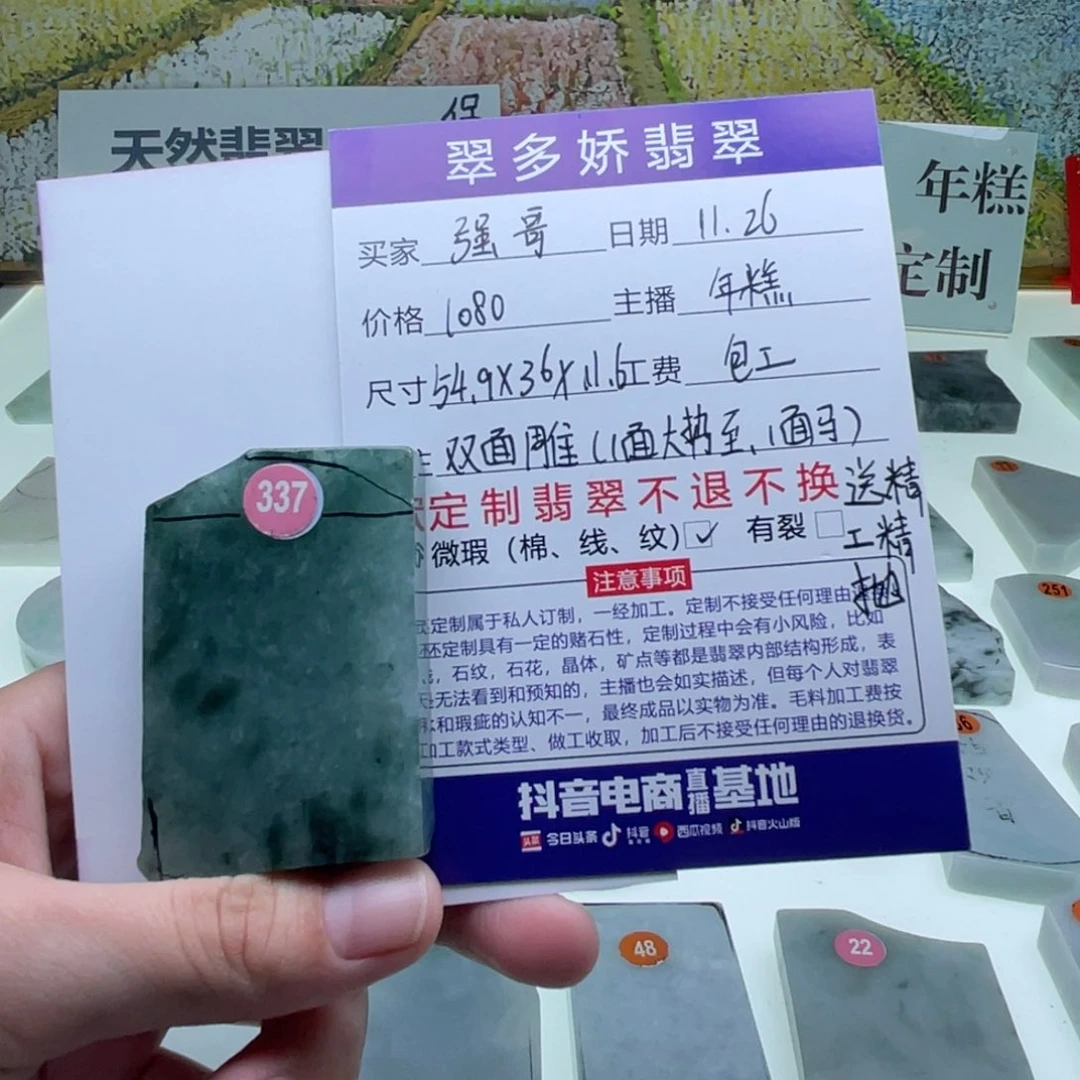 天然翡翠
年糕
定制
翠多娇翡翠
买家 强哥 日期 11.26
价格 1080 主播 年糕
尺寸 54.9X36X11.6 工费 包工
双面雕(1面大势至,1面马)
定制翡翠不退不换 送精
微瑕(棉、线、纹)✓ 有裂 工精
抛
注意事项
定制属于私人订制,一经加工。定制不接受任何理由
定制具有一定的赌石性,定制过程中会有小风险,比如
,石纹,石花,晶体,矿点等都是翡翠内部结构形成,表
无法看到和预知的,主播也会如实描述,但每个人对翡翠
和瑕疵的认知不一,最终成品以实物为准。毛料加工费按
加工款式类型、做工收取,加工后不接受任何理由的退换货。
抖音电商直播基地
头条 今日头条 抖音 西瓜视频 抖音火山版
337
251
48
22